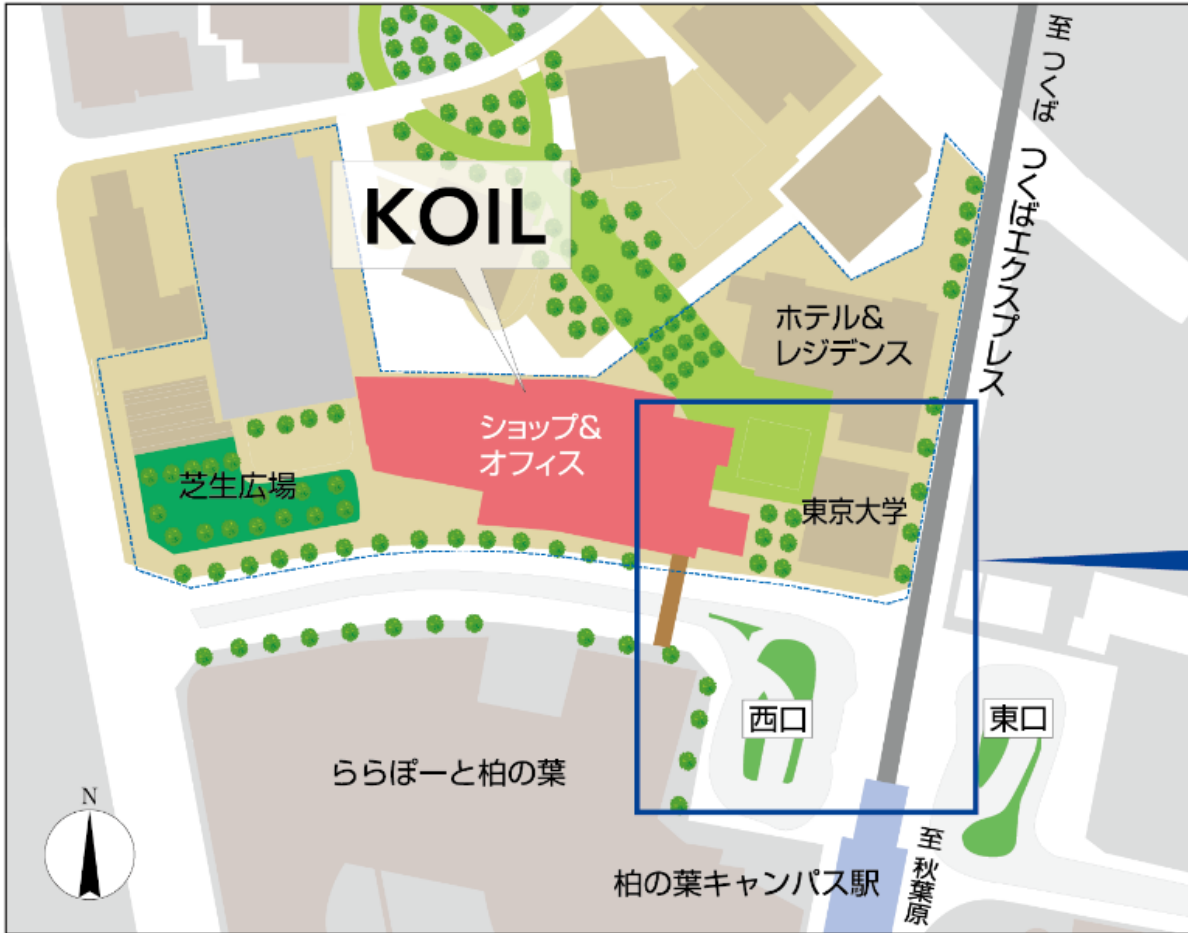 至 つくば
つくばエクスプレス
KOIL
ホテル&
レジデンス
ショップ&
オフィス
芝生広場
東京大学
西口
東口
ららぽーと柏の葉
N
柏の葉キャンパス駅
至 秋葉原